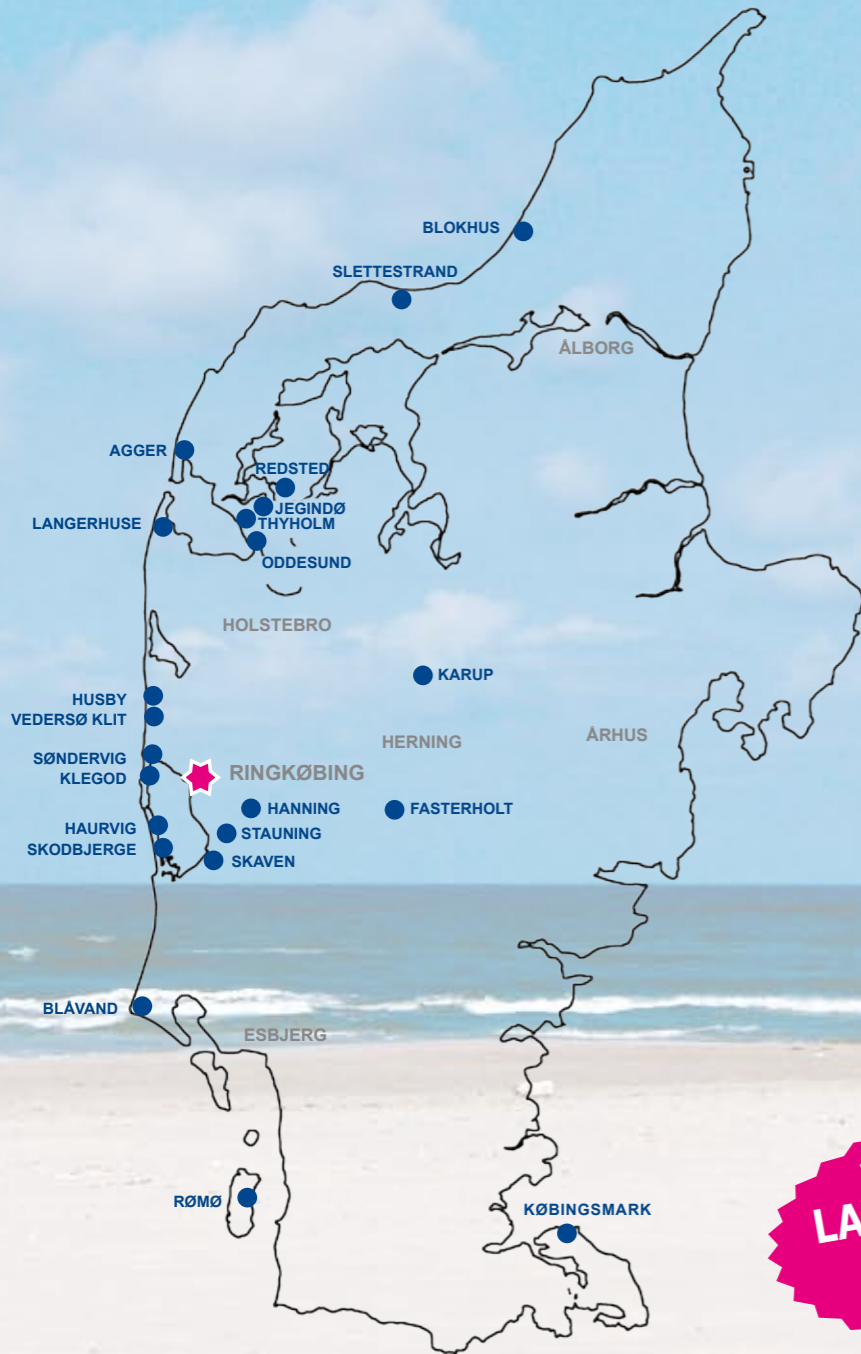 BLOKHUS
SLETTESTRAND
ÅLBORG
AGGER
REDSTED
JEGINDØ
LANGERHUSE
THYHOLM
ODDESUND
HOLSTEBRO
KARUP
HUSBY
VEDERSØ KLIT
HERNING
ÅRHUS
SØNDERVIG
KLEGOD
RINGKØBING
HANNING
FASTERHOLT
HAURVIG
STAUNING
SKODBJERGE
SKAVEN
BLÅVAND
ESBJERG
RØMØ
KØBINGSMARK
LA